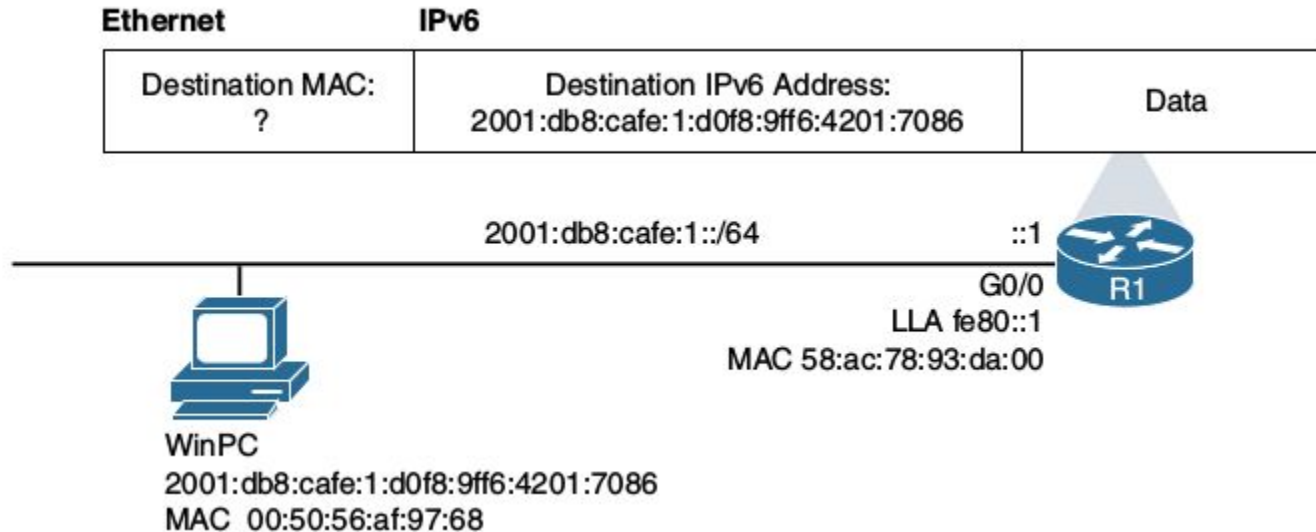 Ethernet IPv6
Destination MAC: Destination IPv6 Address: Data
? 2001:db8:cafe:1:d0f8:9ff6:4201:7086
2001:db8:cafe:1::/64 ::1
G0/0 R1
LLA fe80::1
MAC 58:ac:78:93:da:00
WinPC
2001:db8:cafe:1:d0f8:9ff6:4201:7086
MAC 00:50:56:af:97:68